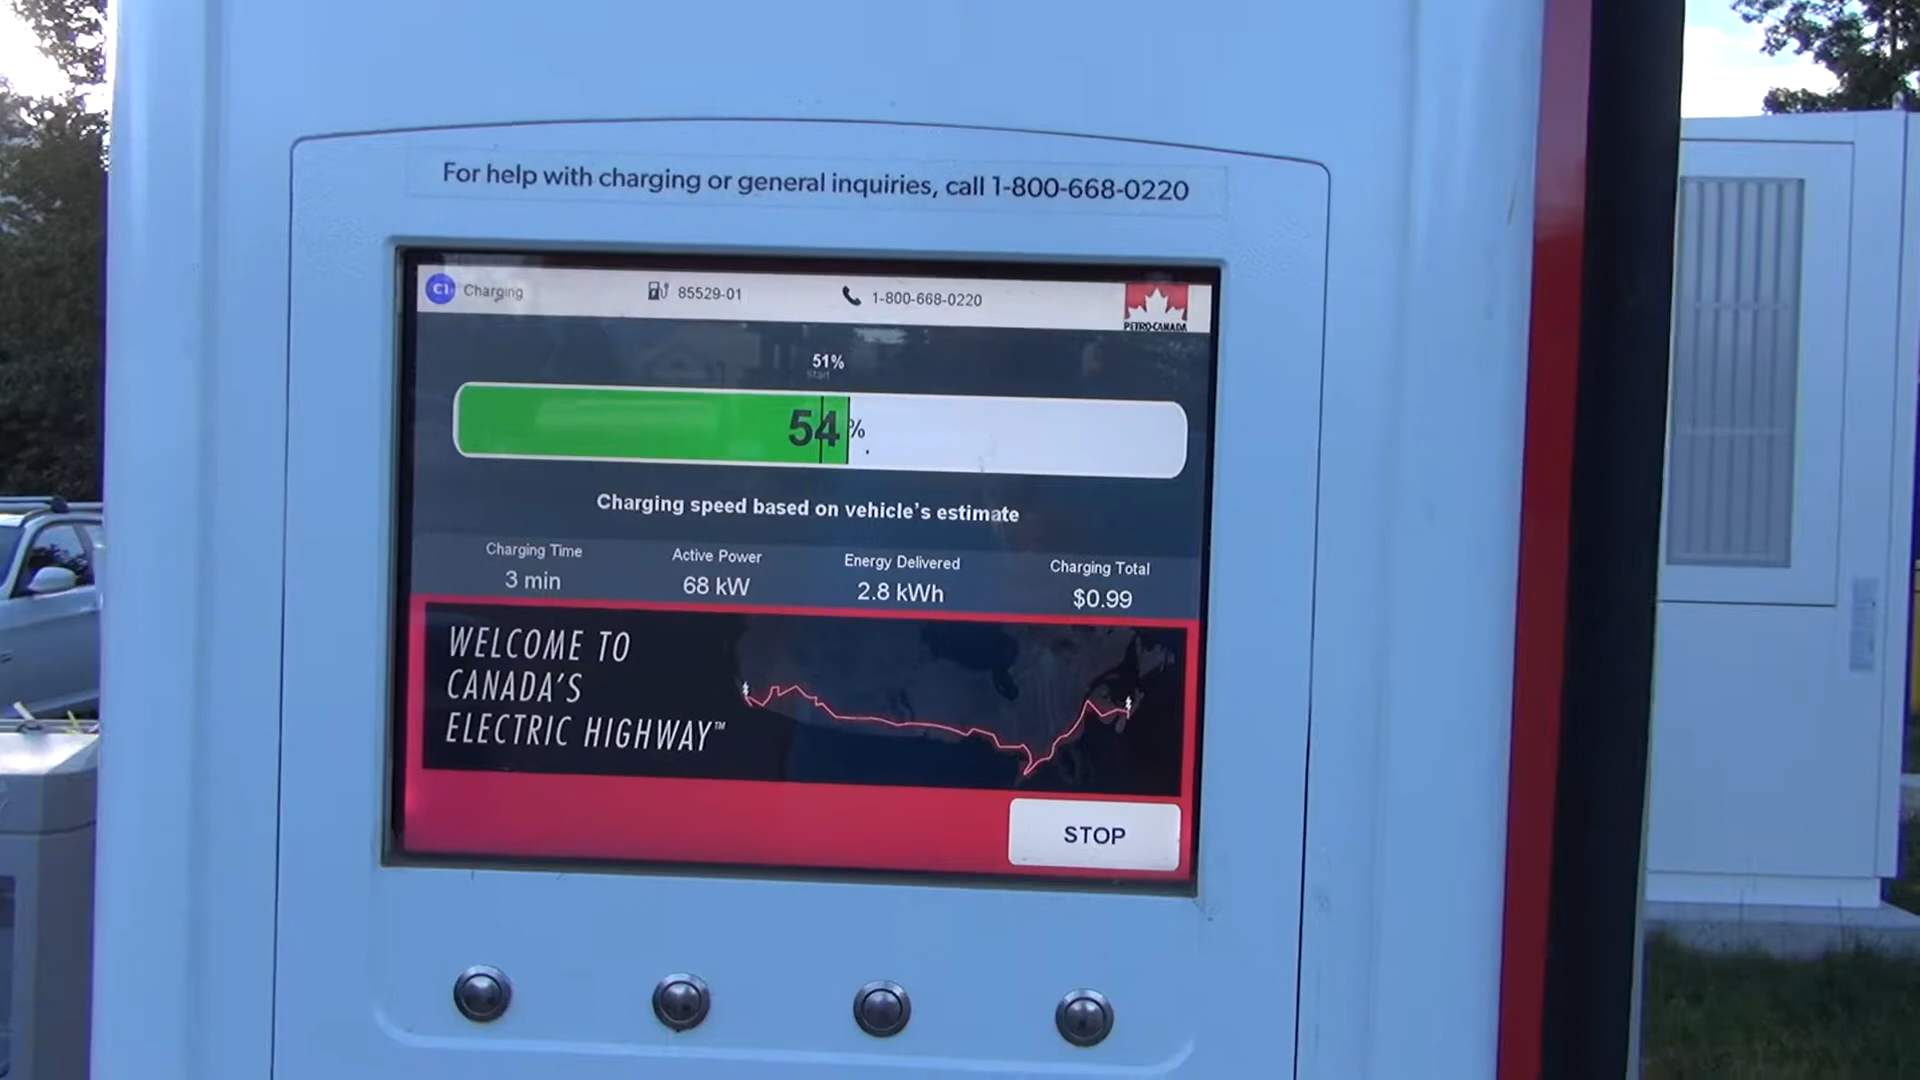 For help with charging or general inquiries, call 1-800-668-0220
C1 Charging
85529-01
1-800-668-0220
PETRO-CANADA
51%
Start
54 %
Charging speed based on vehicle's estimate
Charging Time
3 min
Active Power
68 kW
Energy Delivered
2.8 kWh
Charging Total
$0.99
WELCOME TO
CANADA'S
ELECTRIC HIGHWAY™
STOP